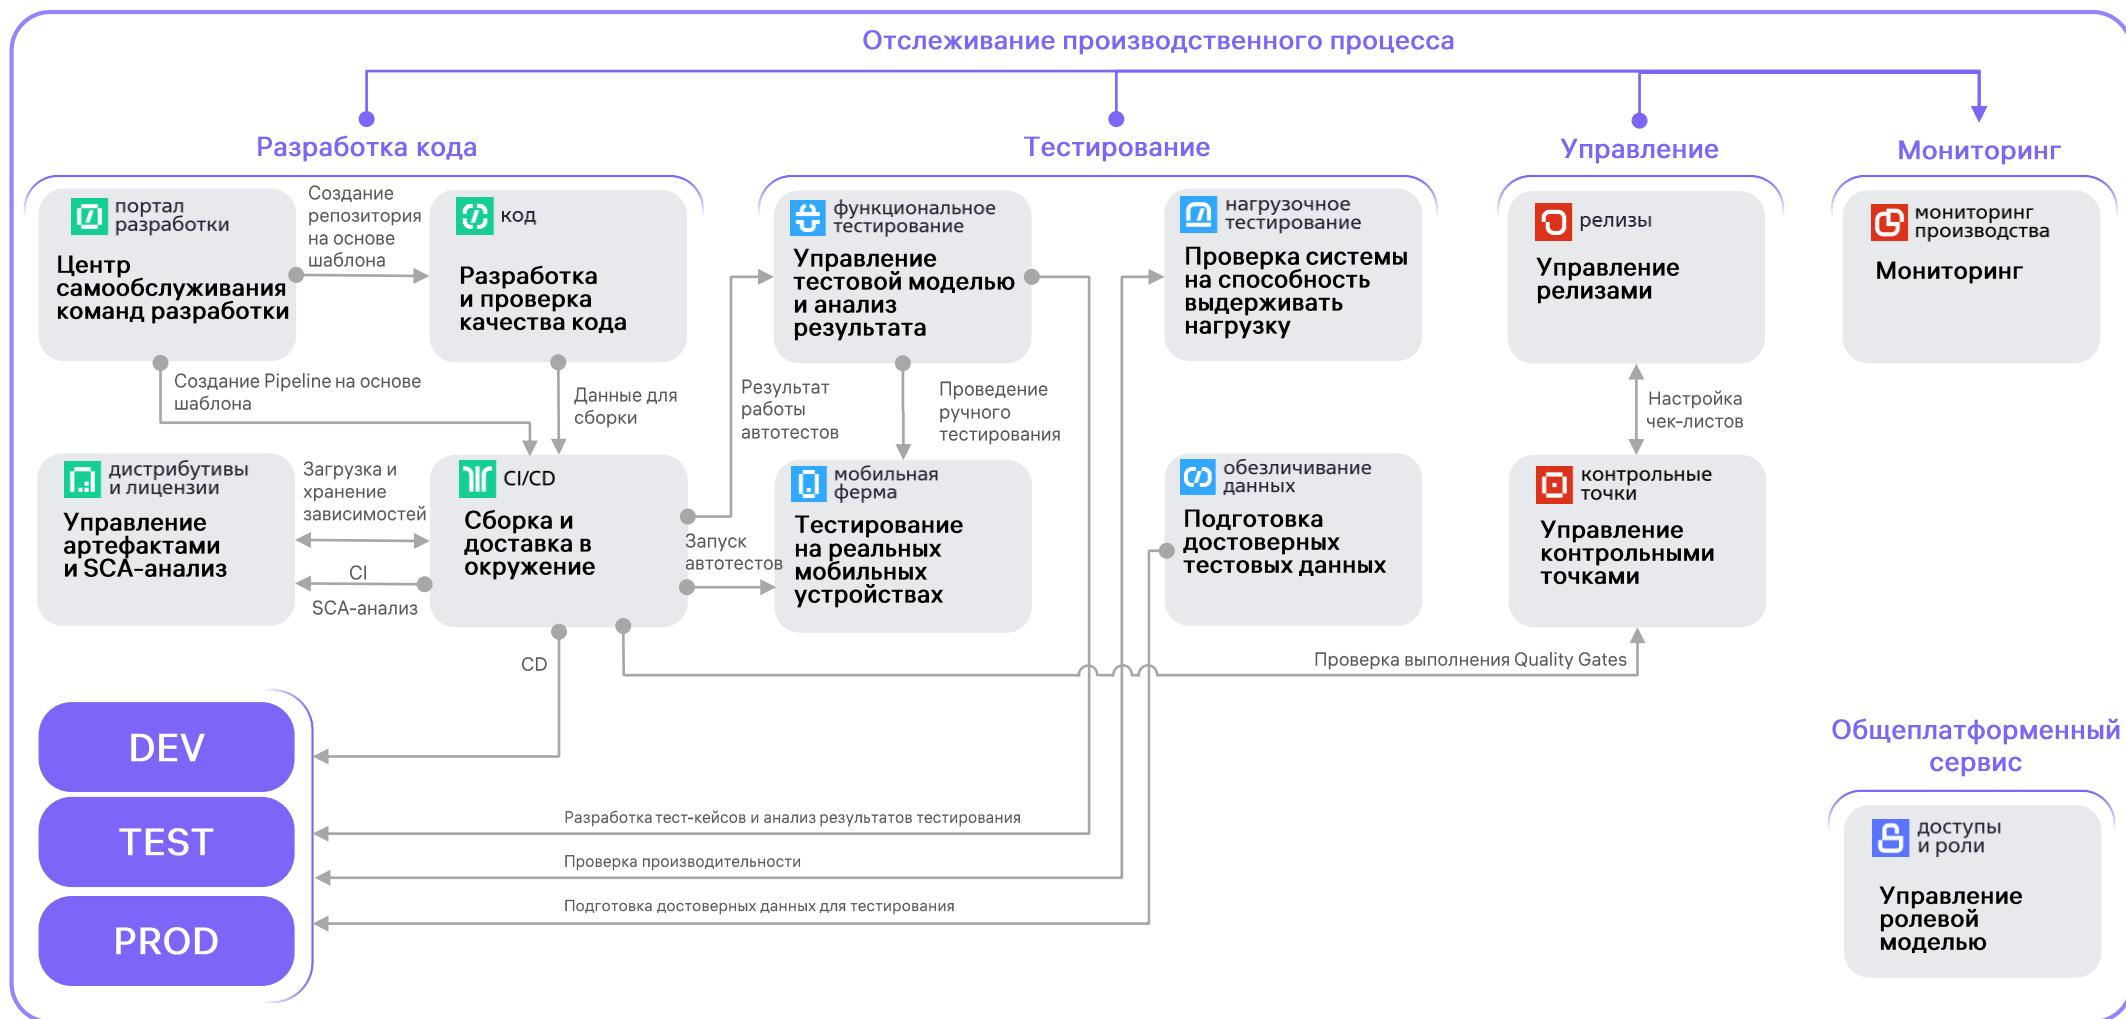 Отслеживание производственного процесса
Разработка кода
Тестирование
Управление
Мониторинг
портал
разработки
Центр
самообслуживания
команд разработки
Создание
репозитория
на основе
шаблона
код
Разработка
и проверка
качества кода
функциональное
тестирование
Управление
тестовой моделью
и анализ
результата
нагрузочное
тестирование
Проверка системы
на способность
выдерживать
нагрузку
релизы
Управление
релизами
мониторинг
производства
Мониторинг
Создание Pipeline на основе
шаблона
Данные для
сборки
Результат
работы
автотестов
Проведение
ручного
тестирования
Настройка
чек-листов
дистрибутивы
и лицензии
Управление
артефактами
и SCA-анализ
Загрузка и
хранение
зависимостей
CI
SCA-анализ
CI/CD
Сборка и
доставка в
окружение
Запуск
автотестов
мобильная
ферма
Тестирование
на реальных
мобильных
устройствах
обезличивание
данных
Подготовка
достоверных
тестовых данных
контрольные
точки
Управление
контрольными
точками
CD
Проверка выполнения Quality Gates
DEV
TEST
PROD
Разработка тест-кейсов и анализ результатов тестирования
Проверка производительности
Подготовка достоверных данных для тестирования
Общеплатформенный
сервис
доступы
и роли
Управление
ролевой
моделью